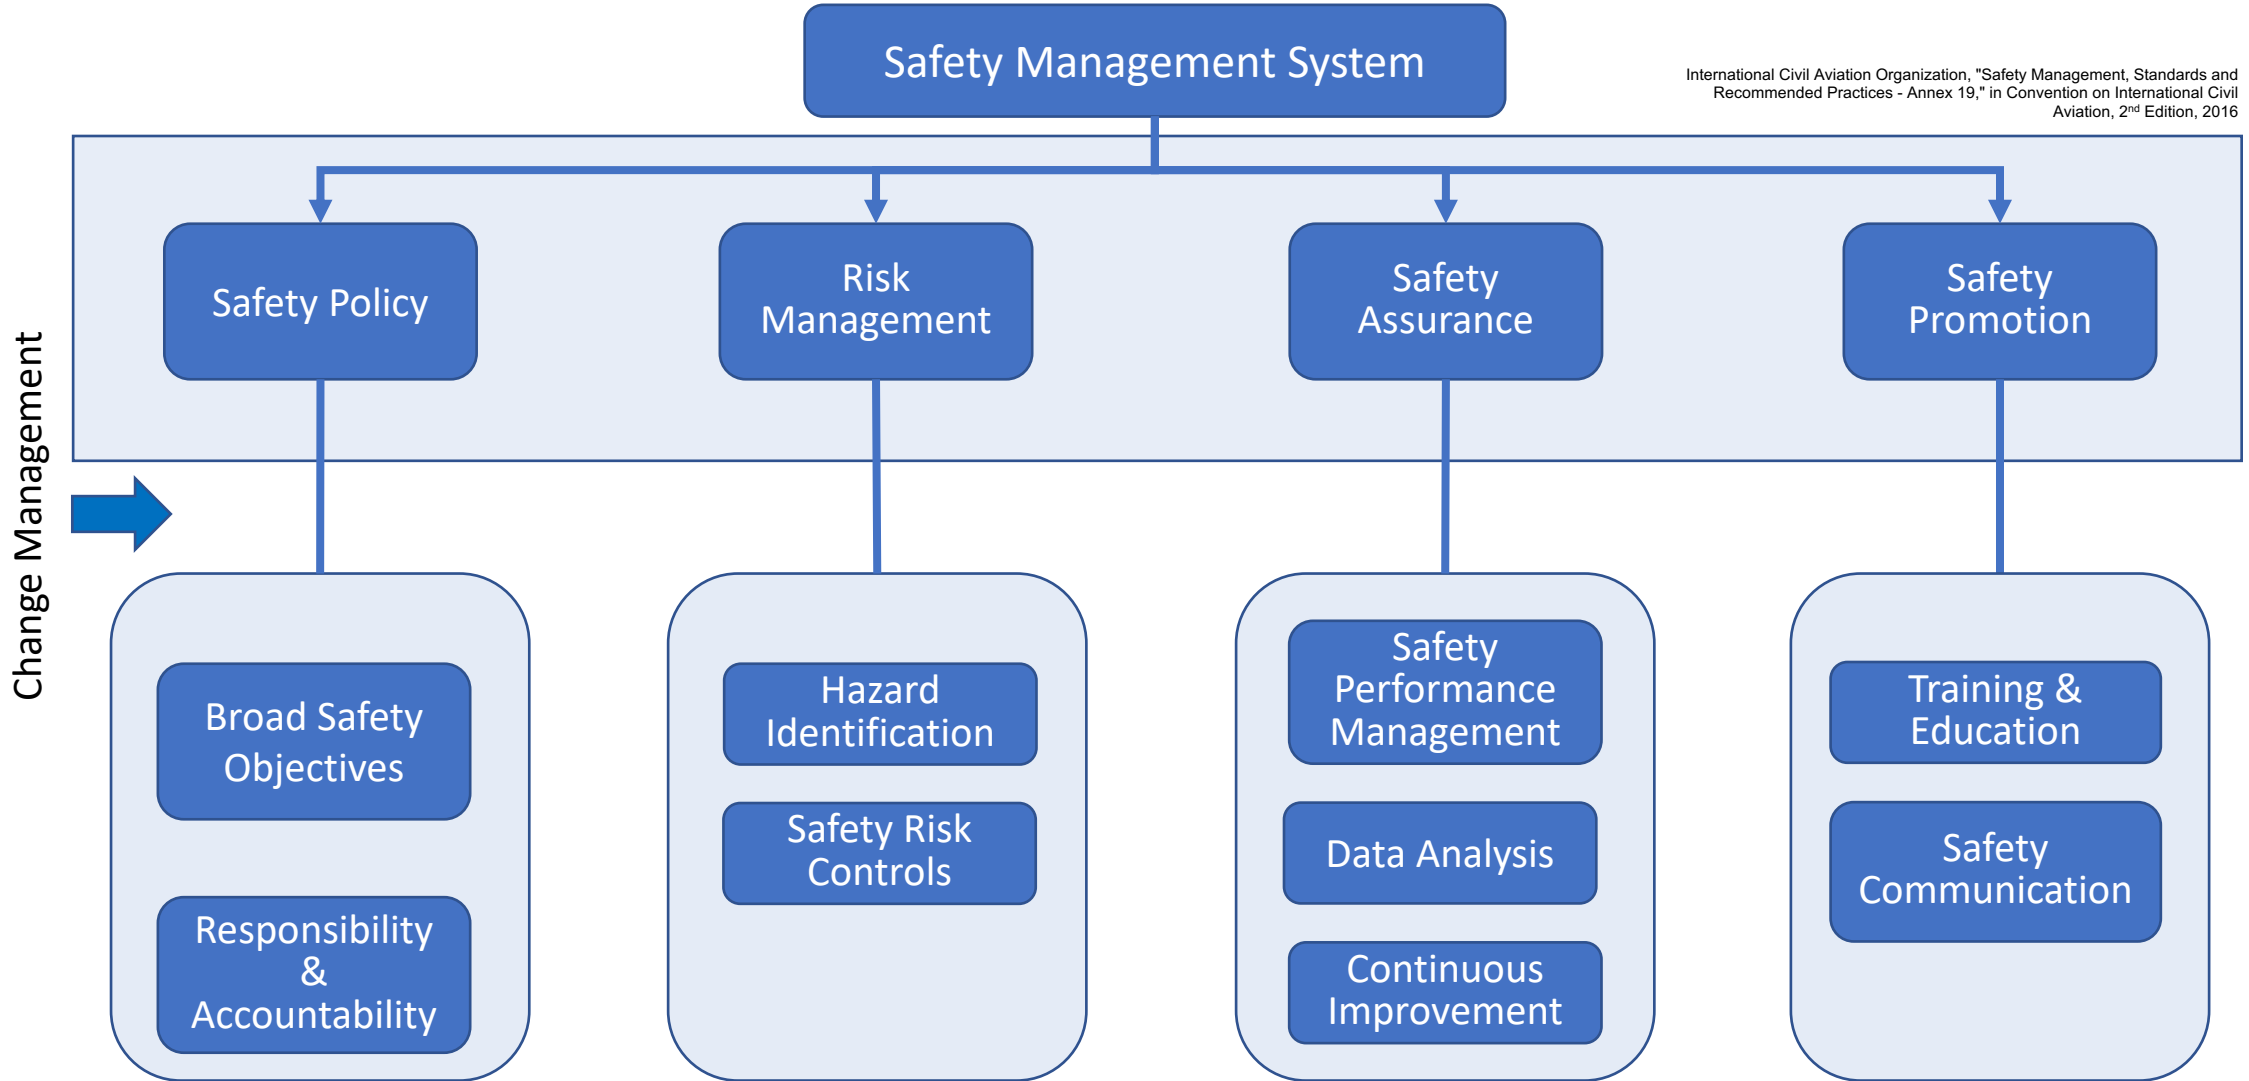 Safety Management System
International Civil Aviation Organization, "Safety Management, Standards and
Recommended Practices - Annex 19," in Convention on International Civil
Aviation, 2nd Edition, 2016
Safety Policy
Risk
Management
Safety
Assurance
Safety
Promotion
Change Management
Broad Safety
Objectives
Responsibility
&
Accountability
Hazard
Identification
Safety Risk
Controls
Safety
Performance
Management
Data Analysis
Continuous
Improvement
Training &
Education
Safety
Communication